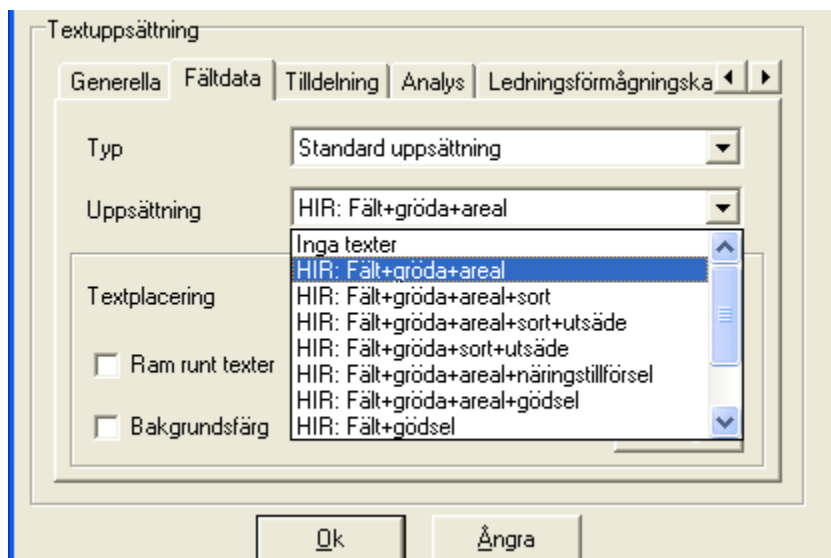 Textuppsättning
Generella Fältdata Tilldelning Analys Ledningsförmågningska
Typ Standard uppsättning
Uppsättning HIR: Fält+gröda+areal
Inga texter
HIR: Fält+gröda+areal
Textplacering
HIR: Fält+gröda+areal+sort
HIR: Fält+gröda+areal+sort+utsäde
HIR: Fält+gröda+sort+utsäde
Ram runt texter
HIR: Fält+gröda+areal+näringstillförsel
HIR: Fält+gröda+areal+gödsel
Bakgrundsfärg
HIR: Fält+gödsel
Ok Ångra